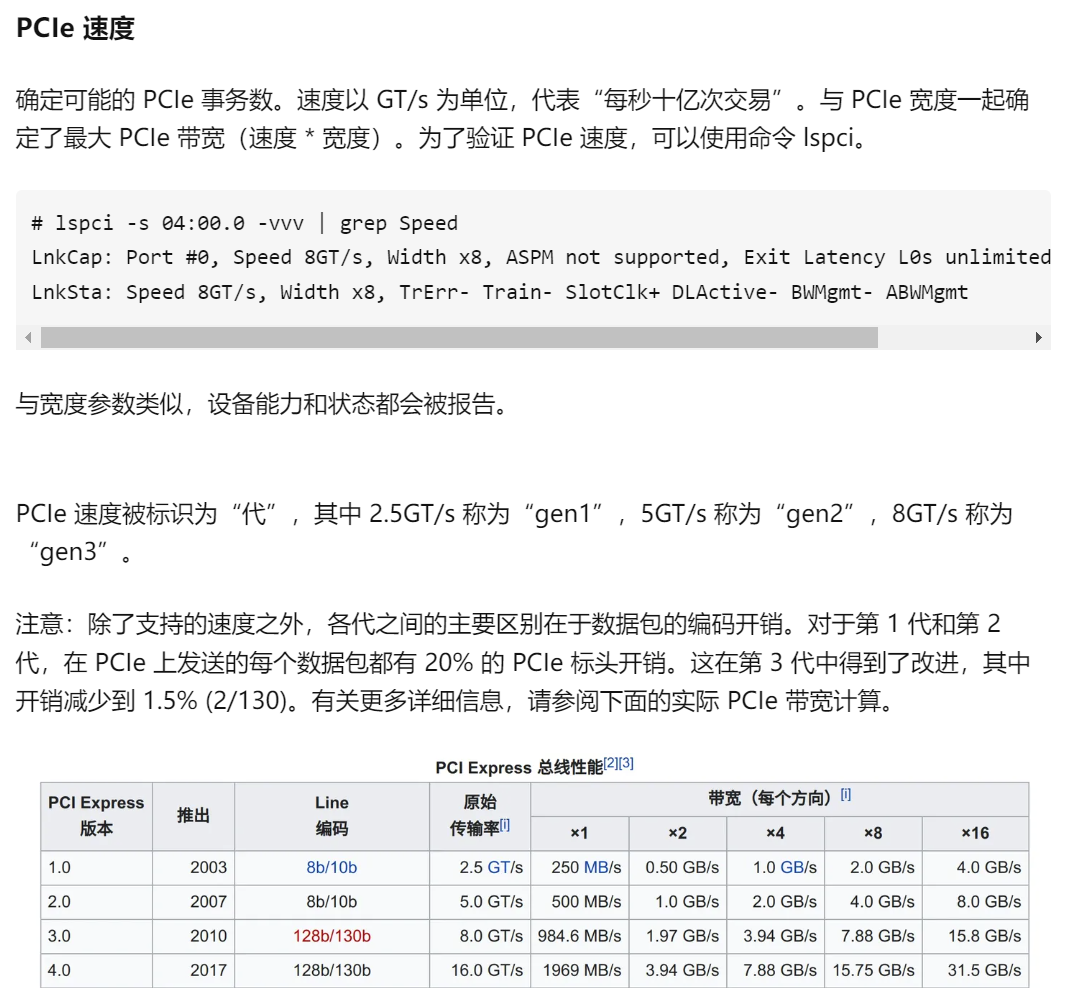 PCIe 速度
确定可能的 PCIe 事务数。速度以 GT/s 为单位，代表“每秒十亿次交易”。与 PCIe 宽度一起确
定了最大 PCIe 带宽（速度 * 宽度）。为了验证 PCIe 速度，可以使用命令 lspci。
# lspci -s 04:00.0 -vvv | grep Speed
LnkCap: Port #0, Speed 8GT/s, Width x8, ASPM not supported, Exit Latency L0s unlimited
LnkSta: Speed 8GT/s, Width x8, TrErr- Train- SlotClk+ DLActive- BWMgmt- ABWMgmt
与宽度参数类似，设备能力和状态都会被报告。
PCIe 速度被标识为“代”，其中 2.5GT/s 称为“gen1”，5GT/s 称为“gen2”，8GT/s 称为
“gen3”。
注意：除了支持的速度之外，各代之间的主要区别在于数据包的编码开销。对于第 1 代和第 2
代，在 PCIe 上发送的每个数据包都有 20% 的 PCIe 标头开销。这在第 3 代中得到了改进，其中
开销减少到 1.5% (2/130)。有关更多详细信息，请参阅下面的实际 PCIe 带宽计算。
PCI Express 总线性能[2][3]
PCI Express 版本 推出 Line 编码 原始 传输率[i] 带宽（每个方向）[i]
×1 ×2 ×4 ×8 ×16
1.0 2003 8b/10b 2.5 GT/s 250 MB/s 0.50 GB/s 1.0 GB/s 2.0 GB/s 4.0 GB/s
2.0 2007 8b/10b 5.0 GT/s 500 MB/s 1.0 GB/s 2.0 GB/s 4.0 GB/s 8.0 GB/s
3.0 2010 128b/130b 8.0 GT/s 984.6 MB/s 1.97 GB/s 3.94 GB/s 7.88 GB/s 15.8 GB/s
4.0 2017 128b/130b 16.0 GT/s 1969 MB/s 3.94 GB/s 7.88 GB/s 15.75 GB/s 31.5 GB/s